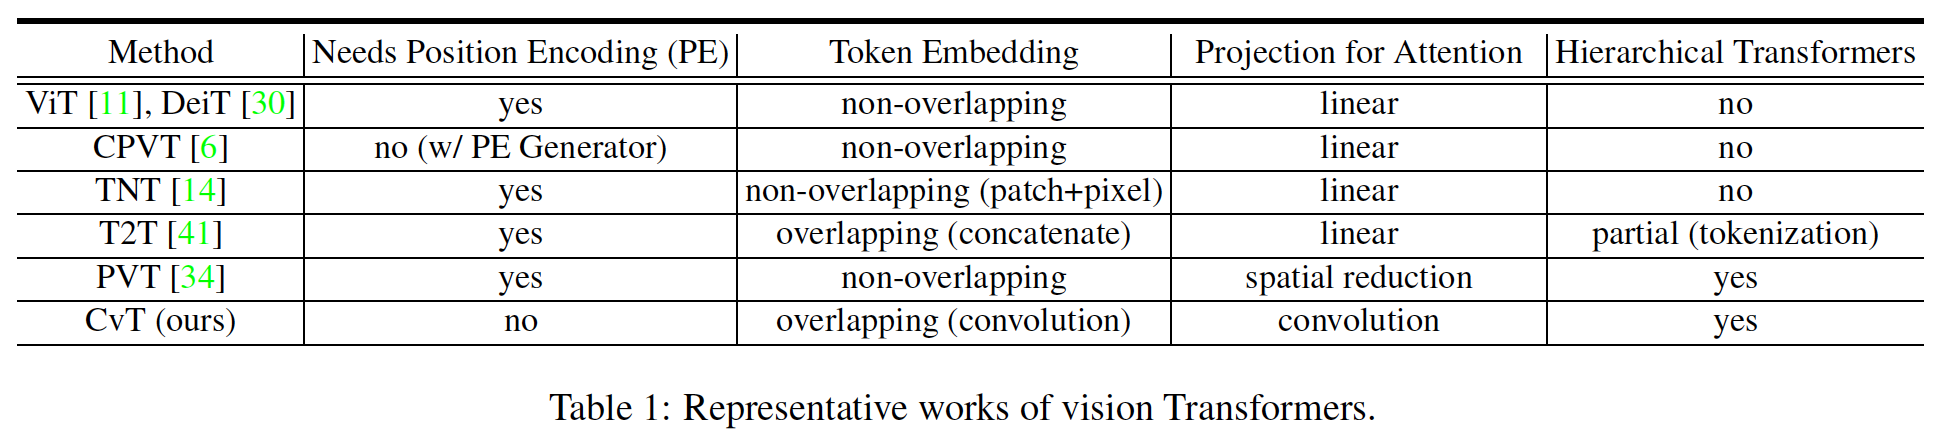 Method Needs Position Encoding (PE) Token Embedding Projection for Attention Hierarchical Transformers
ViT [11], DeiT [30] yes non-overlapping linear no
CPVT [6] no (w/ PE Generator) non-overlapping linear no
TNT [14] yes non-overlapping (patch+pixel) linear no
T2T [41] yes overlapping (concatenate) linear partial (tokenization)
PVT [34] yes non-overlapping spatial reduction yes
CvT (ours) no overlapping (convolution) convolution yes
Table 1: Representative works of vision Transformers.